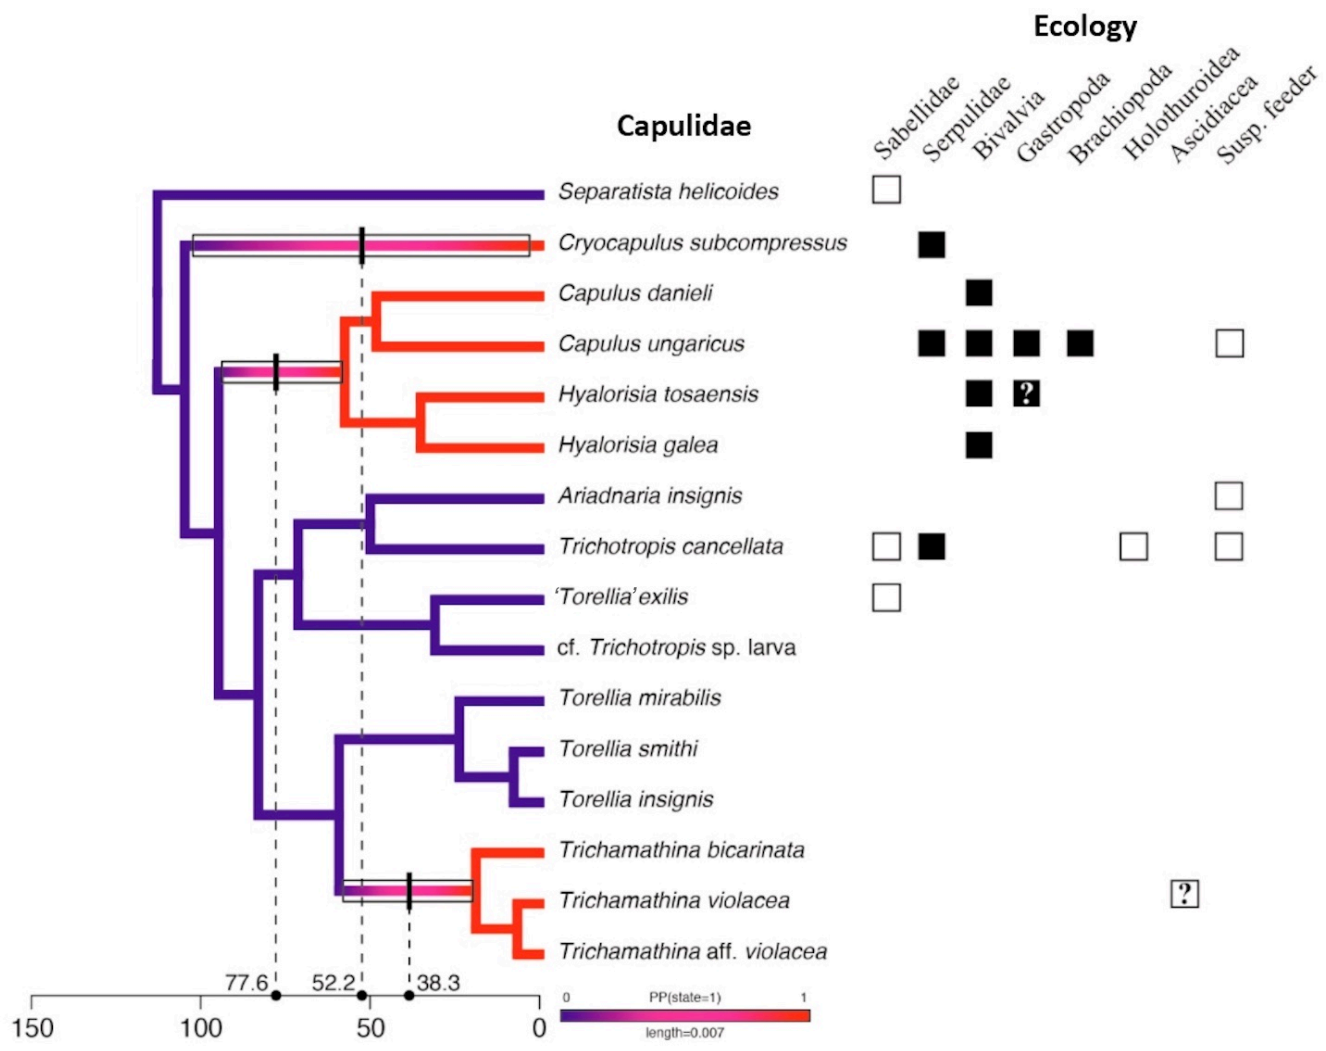 Ecology
Sabellidae
Serpulidae
Bivalvia
Gastropoda
Brachiopoda
Holothuroidea
Ascidiacea
Susp. feeder
Capulidae
Separatista helicoides
Cryocapulus subcompressus
Capulus danieli
Capulus ungaricus
Hyalorisia tosaensis
?
Hyalorisia galea
Ariadnaria insignis
Trichotropis cancellata
‘Torellia’ exilis
cf. Trichotropis sp. larva
Torellia mirabilis
Torellia smithi
Torellia insignis
Trichamathina bicarinata
Trichamathina violacea
?
Trichamathina aff. violacea
77.6 52.2 38.3
0 PP(state=1) 1
length=0.007
150 100 50 0